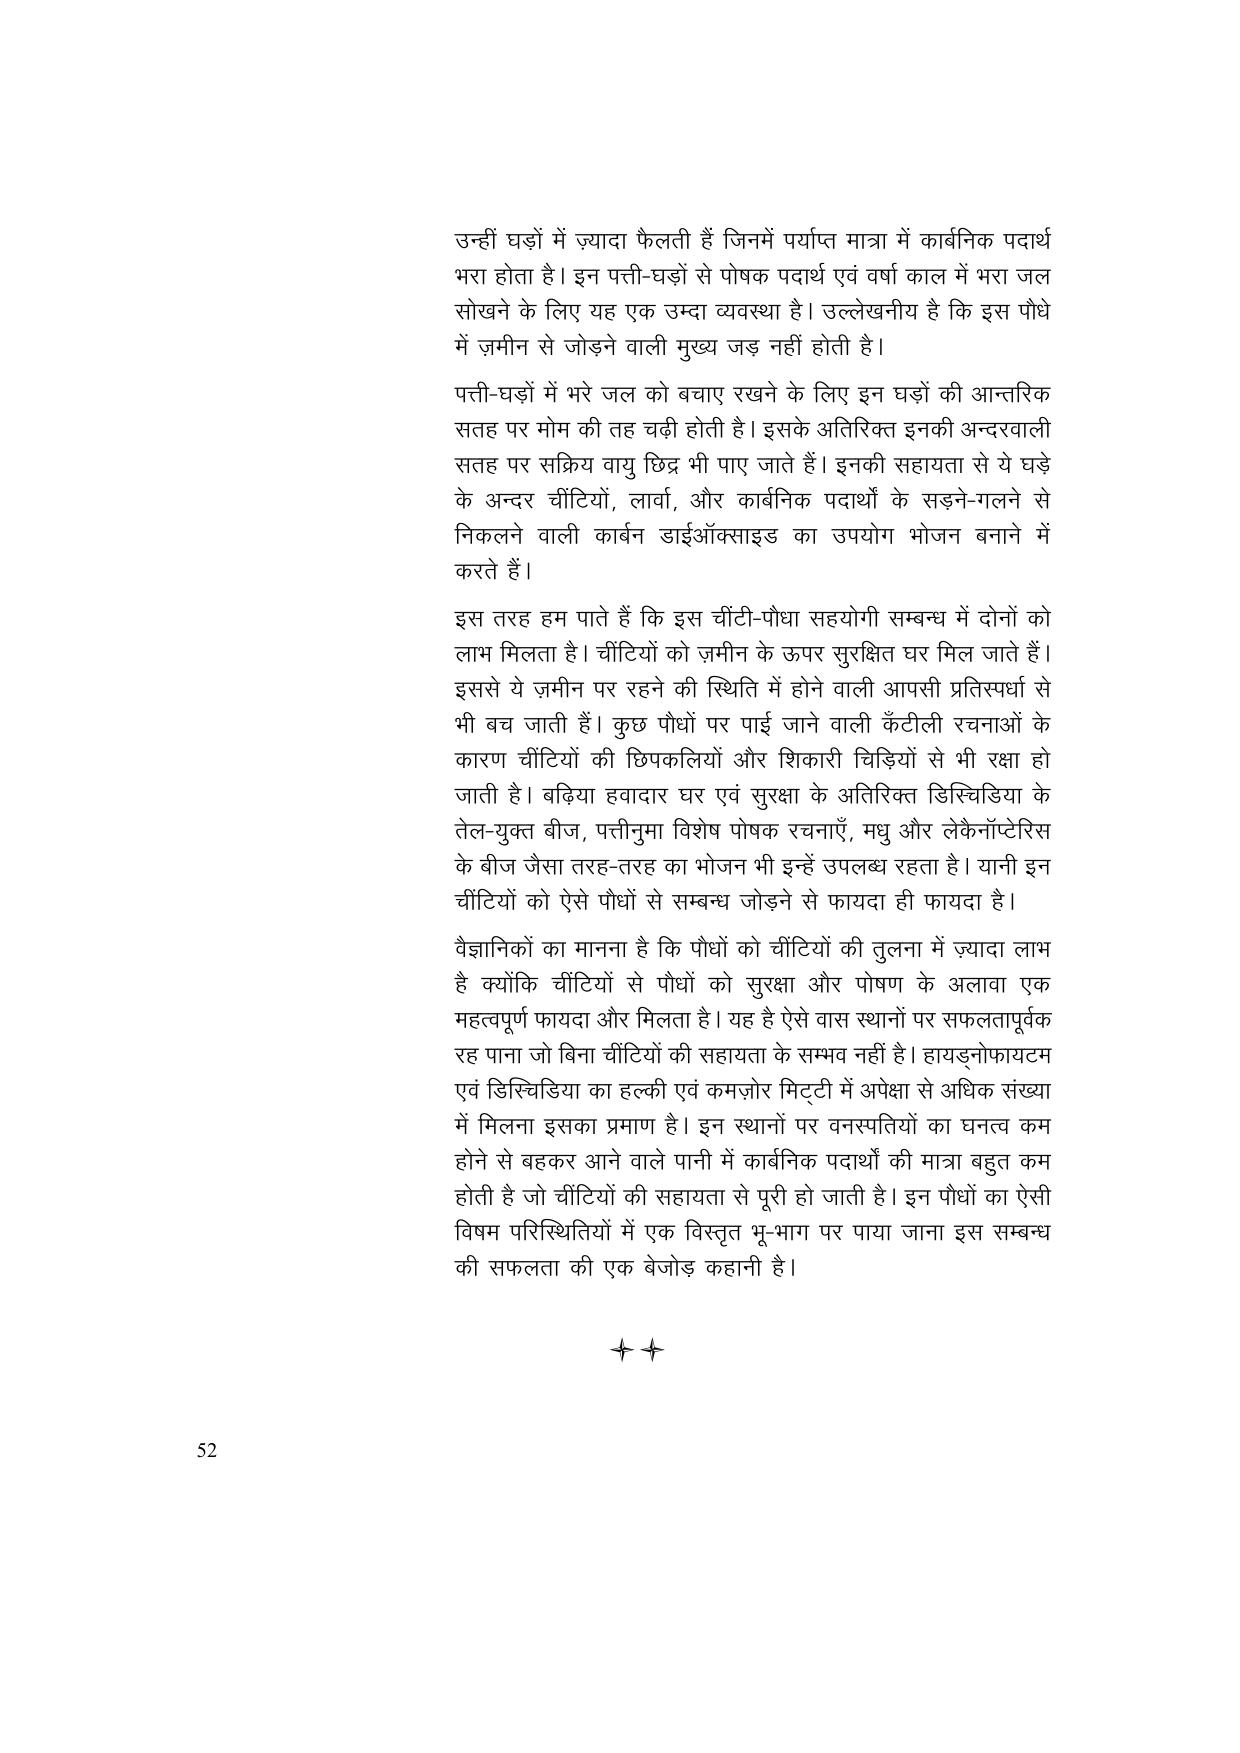 उन्हीं घड़ों में ज़्यादा फैलती हैं जिनमें पर्याप्त मात्रा में कार्बनिक पदार्थ
भरा होता है। इन पत्ती-घड़ों से पोषक पदार्थ एवं वर्षा काल में भरा जल
सोखने के लिए यह एक उम्दा व्यवस्था है। उल्लेखनीय है कि इस पौधे
में ज़मीन से जोड़ने वाली मुख्य जड़ नहीं होती है।
पत्ती-घड़ों में भरे जल को बचाए रखने के लिए इन घड़ों की आन्तरिक
सतह पर मोम की तह चढ़ी होती है। इसके अतिरिक्त इनकी अन्दरवाली
सतह पर सक्रिय वायु छिद्र भी पाए जाते हैं। इनकी सहायता से ये घड़े
के अन्दर चींटियों, लार्वा, और कार्बनिक पदार्थों के सड़ने-गलने से
निकलने वाली कार्बन डाईऑक्साइड का उपयोग भोजन बनाने में
करते हैं।
इस तरह हम पाते हैं कि इस चींटी-पौधा सहयोगी सम्बन्ध में दोनों को
लाभ मिलता है। चींटियों को ज़मीन के ऊपर सुरक्षित घर मिल जाते हैं।
इससे ये ज़मीन पर रहने की स्थिति में होने वाली आपसी प्रतिस्पर्धा से
भी बच जाती हैं। कुछ पौधों पर पाई जाने वाली कँटीली रचनाओं के
कारण चींटियों की छिपकलियों और शिकारी चिड़ियों से भी रक्षा हो
जाती है। बढ़िया हवादार घर एवं सुरक्षा के अतिरिक्त डिस्चिडिया के
तेल-युक्त बीज, पत्तीनुमा विशेष पोषक रचनाएँ, मधु और लेकैनॉप्टेरिस
के बीज जैसा तरह-तरह का भोजन भी इन्हें उपलब्ध रहता है। यानी इन
चींटियों को ऐसे पौधों से सम्बन्ध जोड़ने से फायदा ही फायदा है।
वैज्ञानिकों का मानना है कि पौधों को चींटियों की तुलना में ज़्यादा लाभ
है क्योंकि चींटियों से पौधों को सुरक्षा और पोषण के अलावा एक
महत्वपूर्ण फायदा और मिलता है। यह है ऐसे वास स्थानों पर सफलतापूर्वक
रह पाना जो बिना चींटियों की सहायता के सम्भव नहीं है। हायड्नोफायटम
एवं डिस्चिडिया का हल्की एवं कमज़ोर मिट्टी में अपेक्षा से अधिक संख्या
में मिलना इसका प्रमाण है। इन स्थानों पर वनस्पतियों का घनत्व कम
होने से बहकर आने वाले पानी में कार्बनिक पदार्थों की मात्रा बहुत कम
होती है जो चींटियों की सहायता से पूरी हो जाती है। इन पौधों का ऐसी
विषम परिस्थितियों में एक विस्तृत भू-भाग पर पाया जाना इस सम्बन्ध
की सफलता की एक बेजोड़ कहानी है।
52